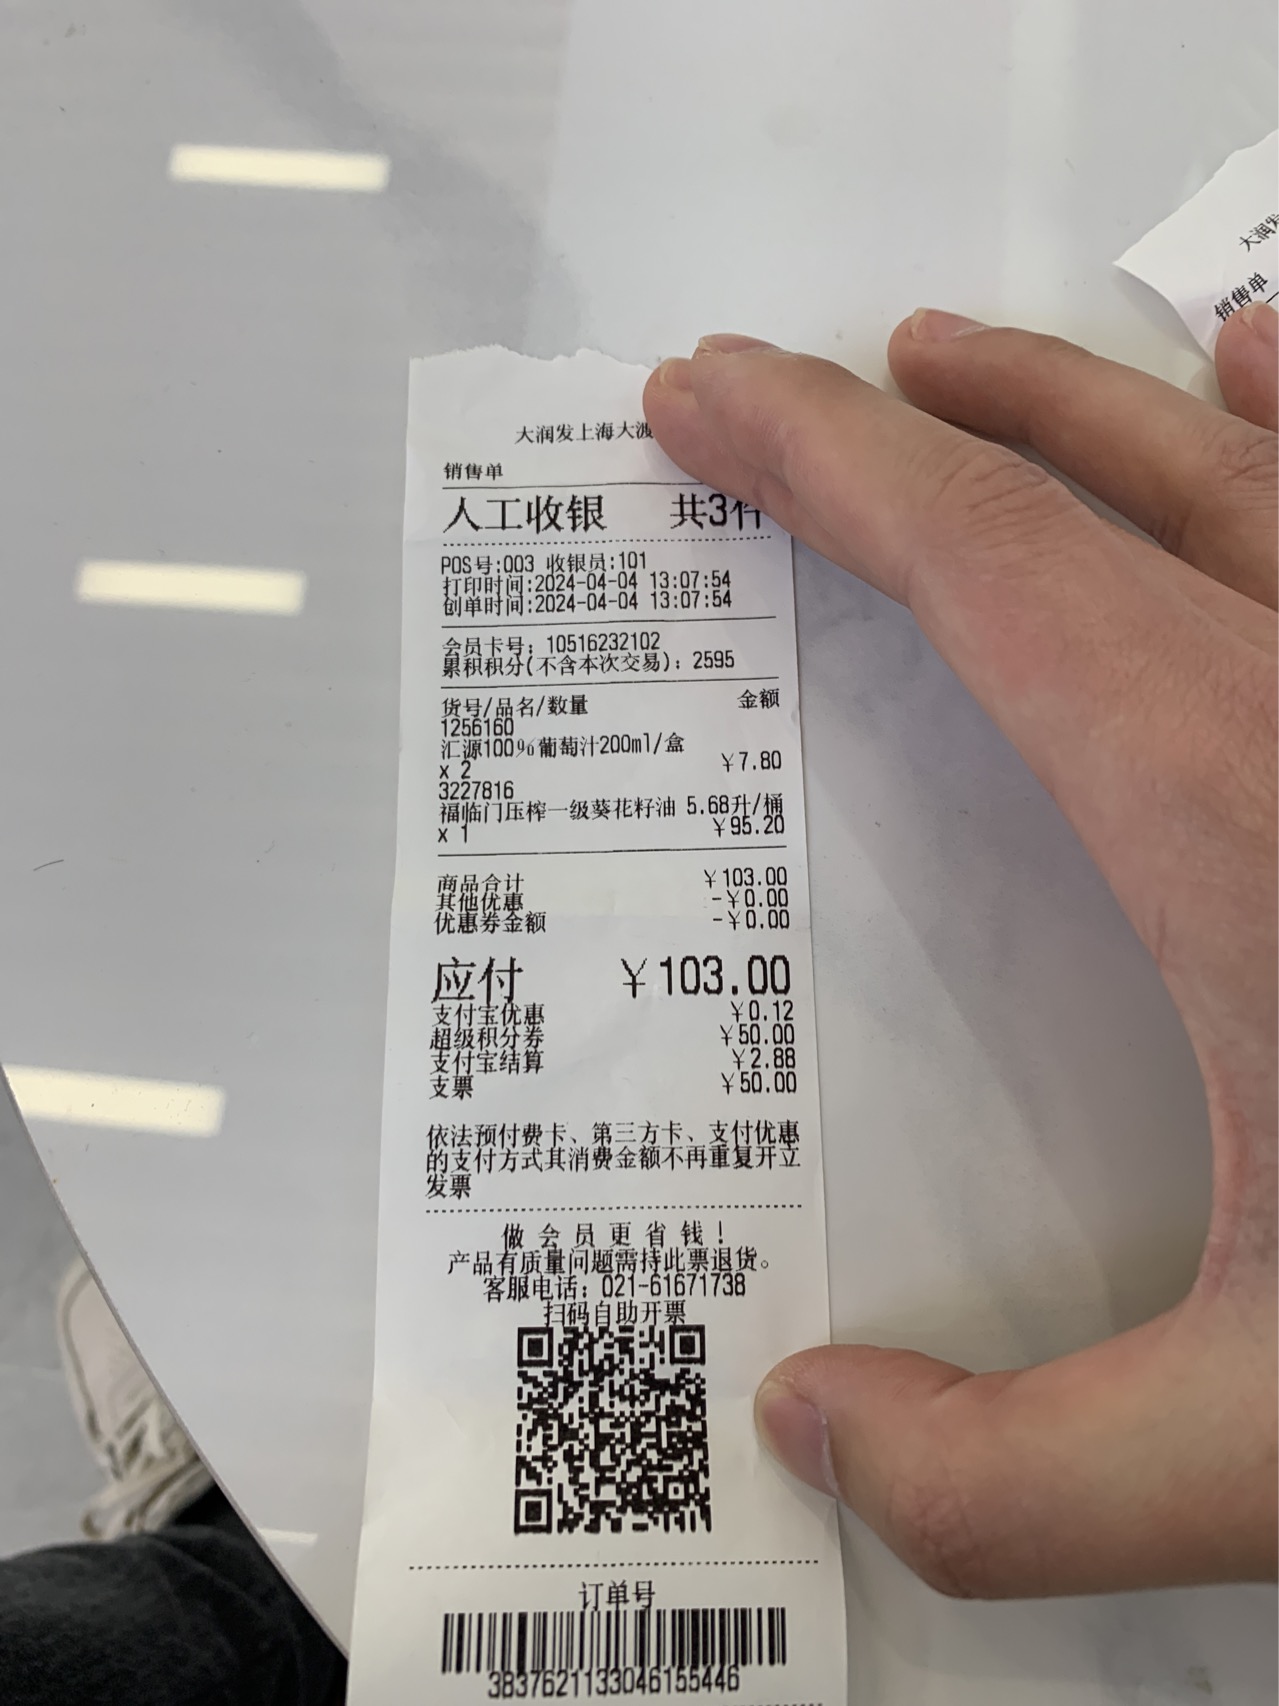 大润发上海大渡
销售单
人工收银 共3件
POS号:003 收银员:101
打印时间:2024-04-04 13:07:54
创单时间:2024-04-04 13:07:54
会员卡号: 10516232102
累积积分(不含本次交易): 2595
货号/品名/数量 金额
1256160
汇源100%葡萄汁200ml/盒
x 2 ¥7.80
3227816
福临门压榨一级葵花籽油 5.68升/桶
x 1 ¥95.20
商品合计 ¥103.00
其他优惠 -¥0.00
优惠券金额 -¥0.00
应付 ¥103.00
支付宝优惠 ¥0.12
超级积分券 ¥50.00
支付宝结算 ¥2.88
支票 ¥50.00
依法预付费卡、第三方卡、支付优惠
的支付方式其消费金额不再重复开立
发票
做会员更省钱!
产品有质量问题需持此票退货。
客服电话: 021-61671738
扫码自助开票
订单号
3837621133046155446
大润发
销售单